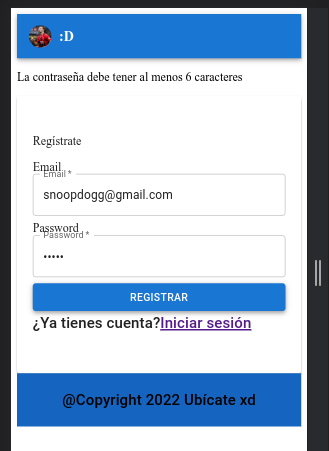 :D
La contraseña debe tener al menos 6 caracteres
Regístrate
Email
Email *
snoopdogg@gmail.com
Password
Password *
•••••
REGISTRAR
¿Ya tienes cuenta?Iniciar sesión
@Copyright 2022 Ubícate xd